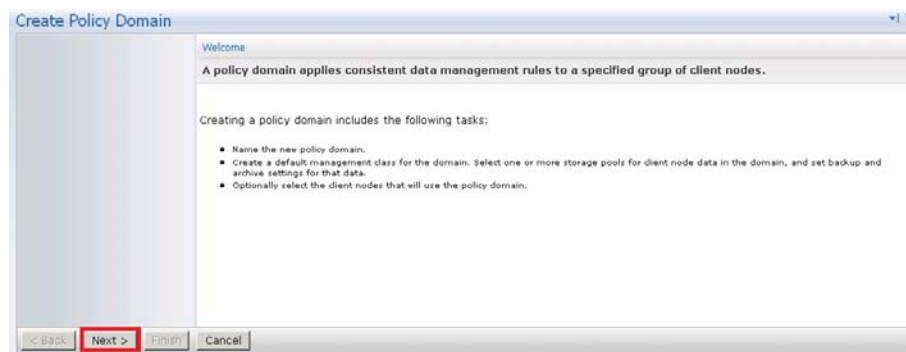 Create Policy Domain
Welcome
A policy domain applies consistent data management rules to a specified group of client nodes.
Creating a policy domain includes the following tasks:
• Name the new policy domain.
• Create a default management class for the domain. Select one or more storage pools for client node data in the domain, and set backup and
archive settings for that data.
• Optionally select the client nodes that will use the policy domain.
< Back Next > Finish Cancel